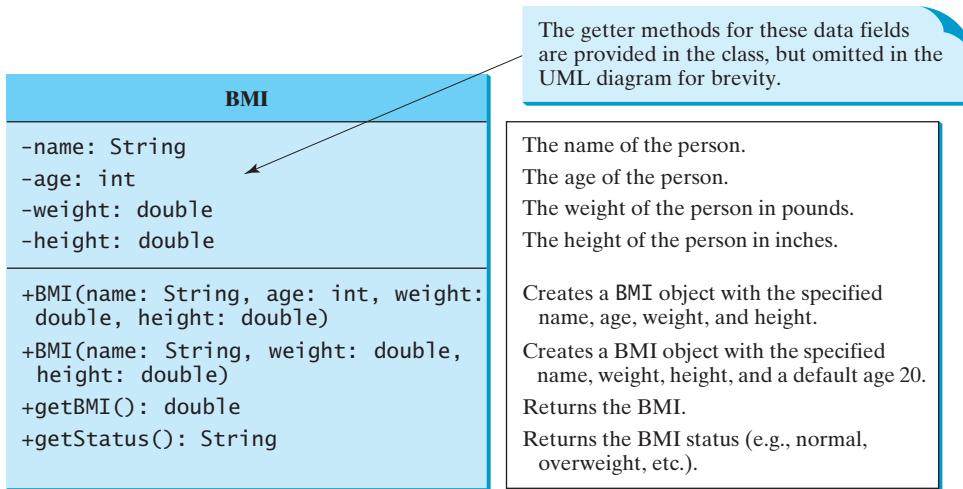 The getter methods for these data fields
are provided in the class, but omitted in the
UML diagram for brevity.
BMI
-name: String
-age: int
-weight: double
-height: double
The name of the person.
The age of the person.
The weight of the person in pounds.
The height of the person in inches.
+BMI(name: String, age: int, weight:
double, height: double)
+BMI(name: String, weight: double,
height: double)
+getBMI(): double
+getStatus(): String
Creates a BMI object with the specified
name, age, weight, and height.
Creates a BMI object with the specified
name, weight, height, and a default age 20.
Returns the BMI.
Returns the BMI status (e.g., normal,
overweight, etc.).